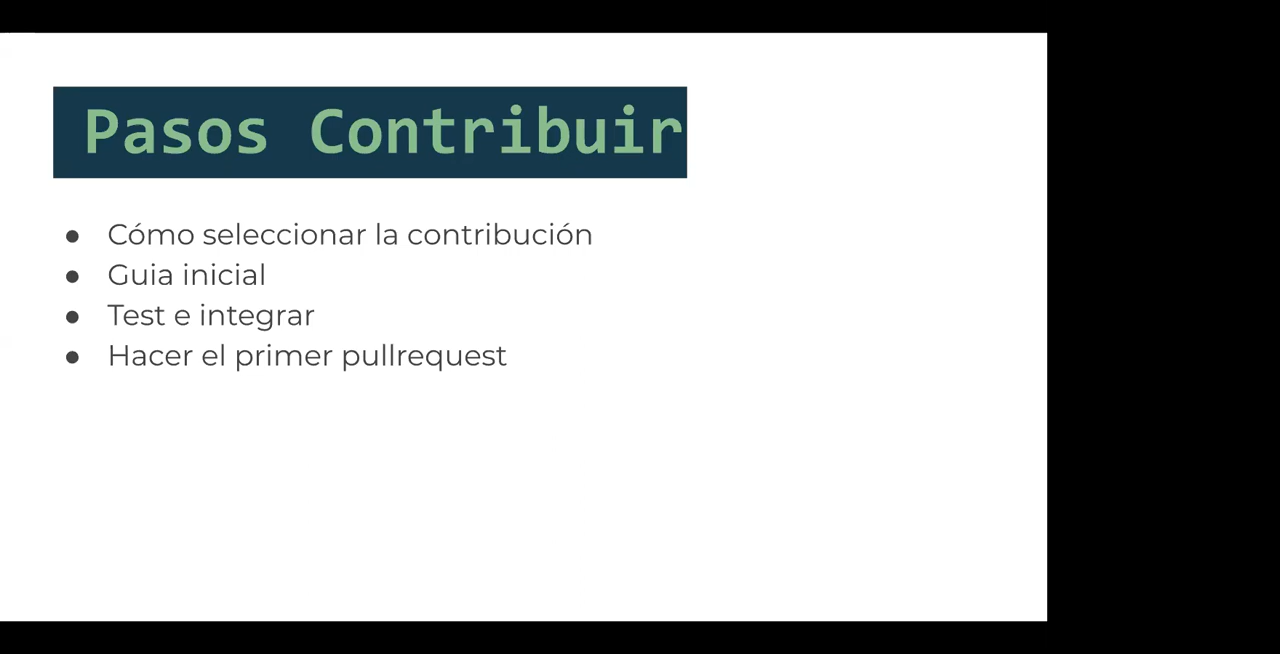 Pasos Contribuir
● Cómo seleccionar la contribución
● Guia inicial
● Test e integrar
● Hacer el primer pullrequest